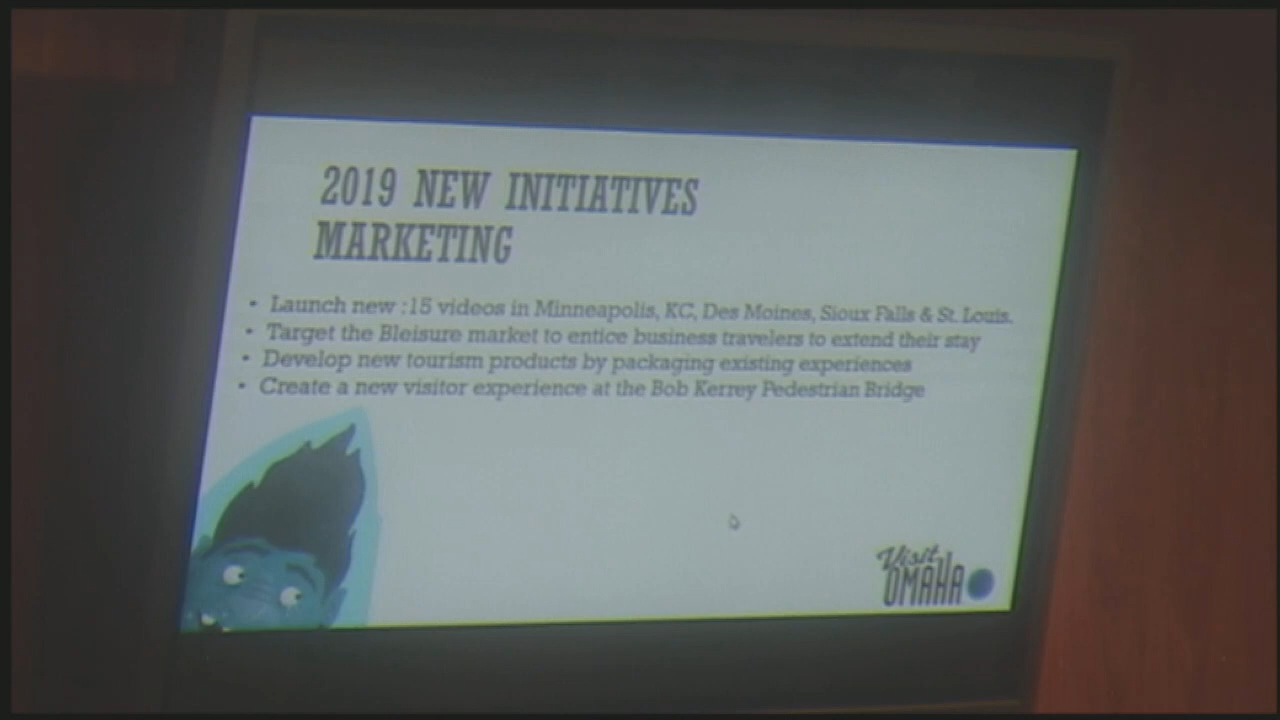 2019 NEW INITIATIVES
MARKETING
• Launch new :15 videos in Minneapolis, KC, Des Moines, Sioux Falls & St. Louis.
• Target the Bleisure market to entice business travelers to extend their stay
• Develop new tourism products by packaging existing experiences
• Create a new visitor experience at the Bob Kerrey Pedestrian Bridge
Visit
OMAHA